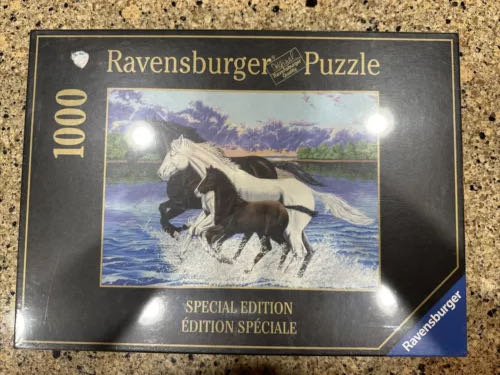 Ravensburger® Puzzle
1000
SPECIAL EDITION
ÉDITION SPÉCIALE
Ravensburger